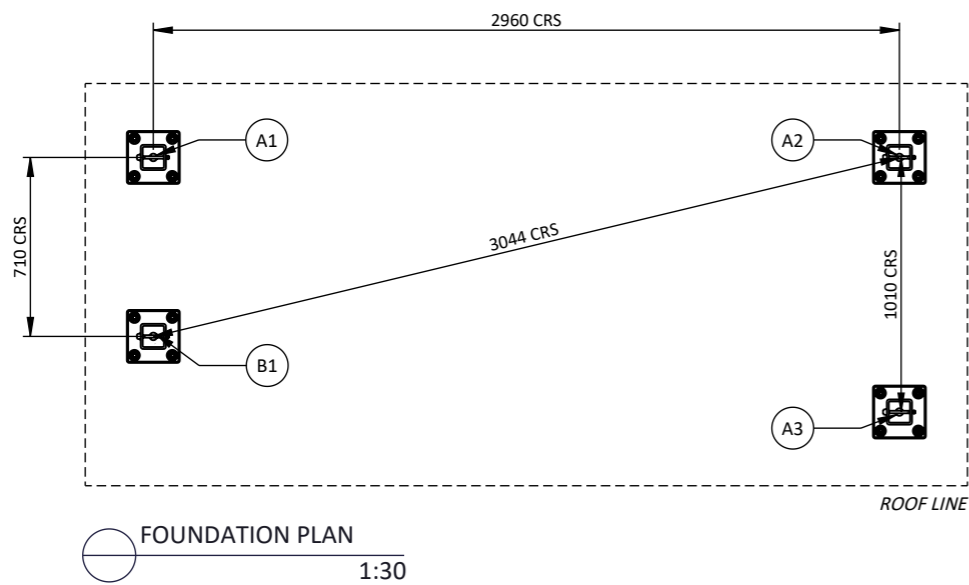 2960 CRS
A1
A2
710 CRS
3044 CRS
1010 CRS
B1
A3
ROOF LINE
FOUNDATION PLAN
1:30